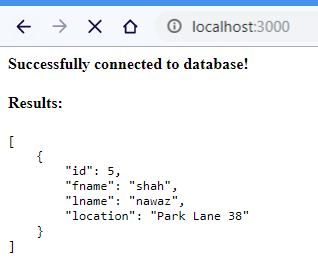 localhost:3000
Successfully connected to database!
Results:
[
    {
        "id": 5,
        "fname": "shah",
        "lname": "nawaz",
        "location": "Park Lane 38"
    }
]